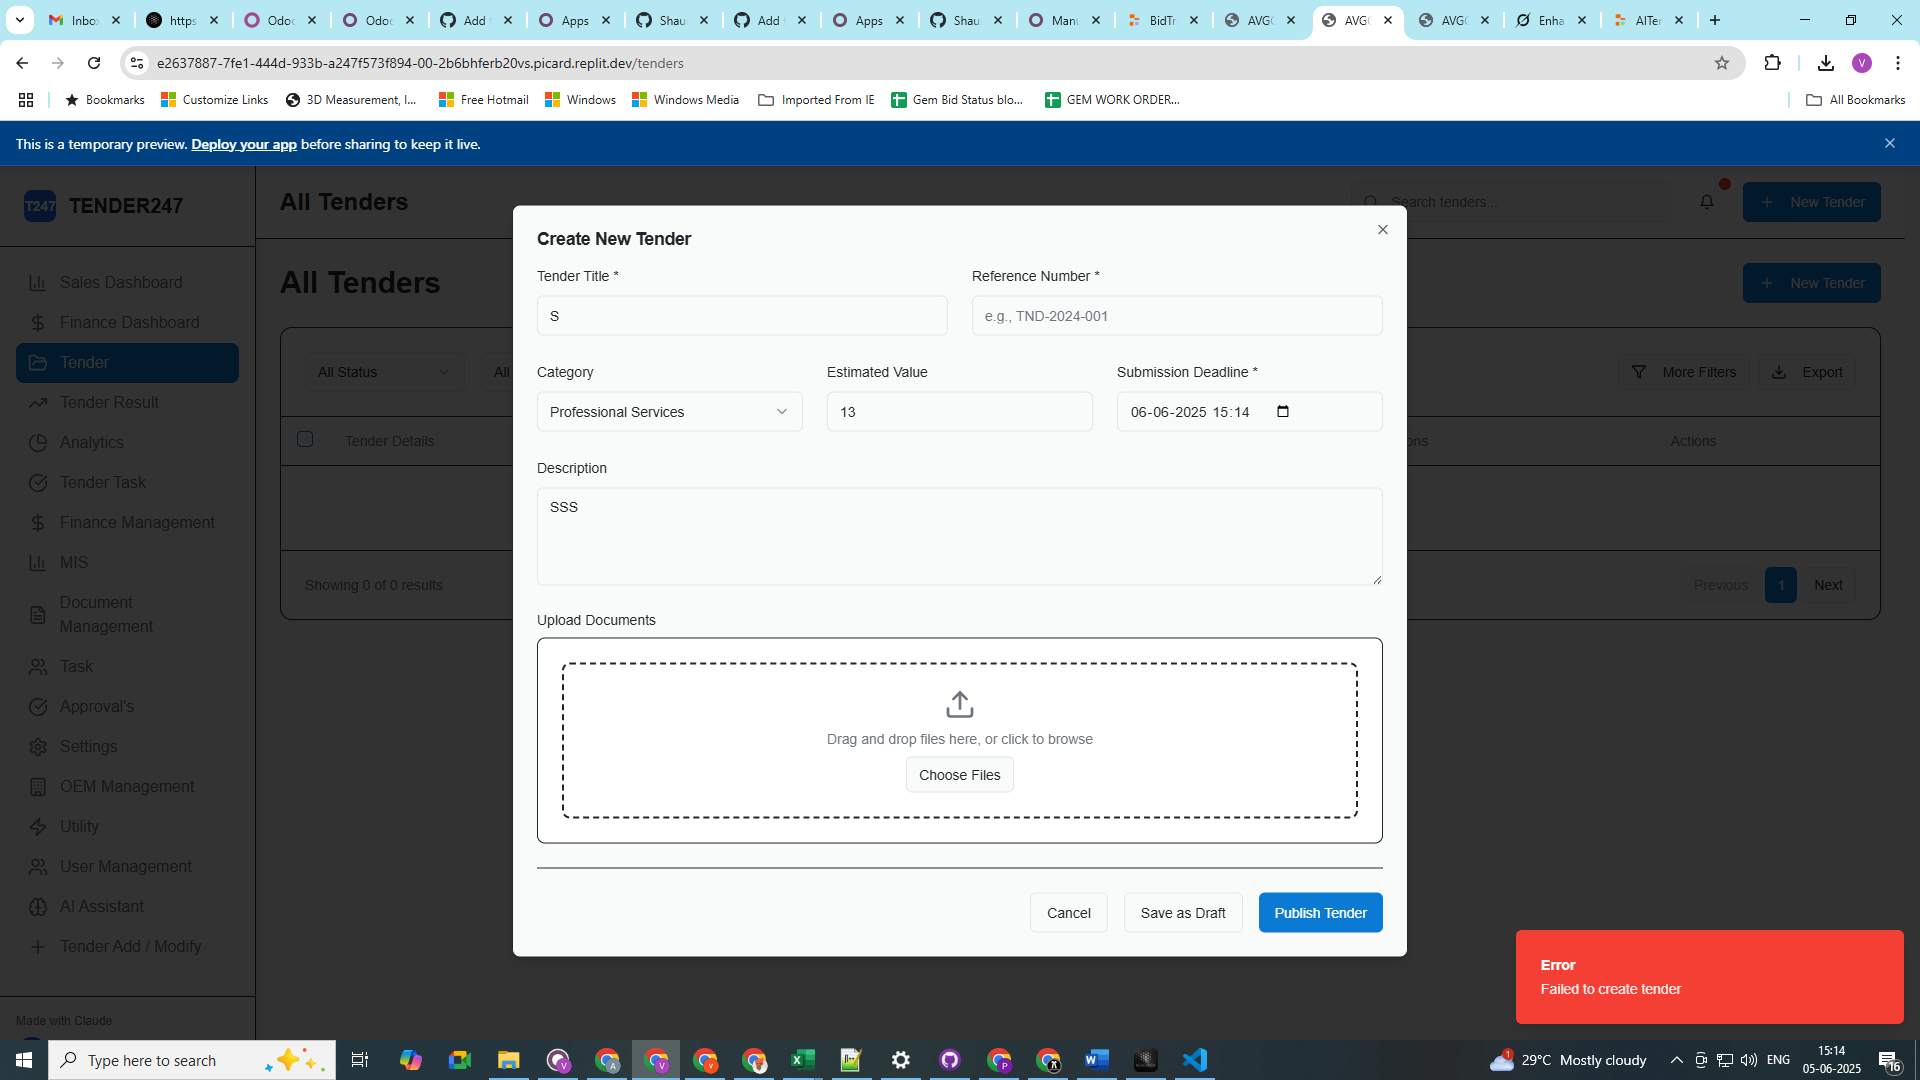 Inbo
https
Odoc
Odoc
Add f
Apps
Shau
Add f
Apps
Shau
Manu
BidTr
AVGC
AVGC
AVGC
Enha
AITer
e2637887-7fe1-444d-933b-a247f573f894-00-2b6bhferb20vs.picard.replit.dev/tenders
V
Bookmarks
Customize Links
3D Measurement, I...
Free Hotmail
Windows
Windows Media
Imported From IE
Gem Bid Status blo...
GEM WORK ORDER...
All Bookmarks
This is a temporary preview. Deploy your app before sharing to keep it live.
T247 TENDER247
All Tenders
Search tenders...
New Tender
Sales Dashboard
Finance Dashboard
Tender
Tender Result
Analytics
Tender Task
Finance Management
MIS
Document
Management
Task
Approval's
Settings
OEM Management
Utility
User Management
AI Assistant
Tender Add / Modify
Made with Claude
All Tenders
New Tender
All Status
All
More Filters
Export
Tender Details
ons
Actions
Showing 0 of 0 results
Previous
1
Next
Create New Tender
Tender Title *
S
Reference Number *
e.g., TND-2024-001
Category
Professional Services
Estimated Value
13
Submission Deadline *
06-06-2025 15:14
Description
SSS
Upload Documents
Drag and drop files here, or click to browse
Choose Files
Cancel
Save as Draft
Publish Tender
Error
Failed to create tender
Type here to search
29°C Mostly cloudy
ENG
15:14
05-06-2025
16